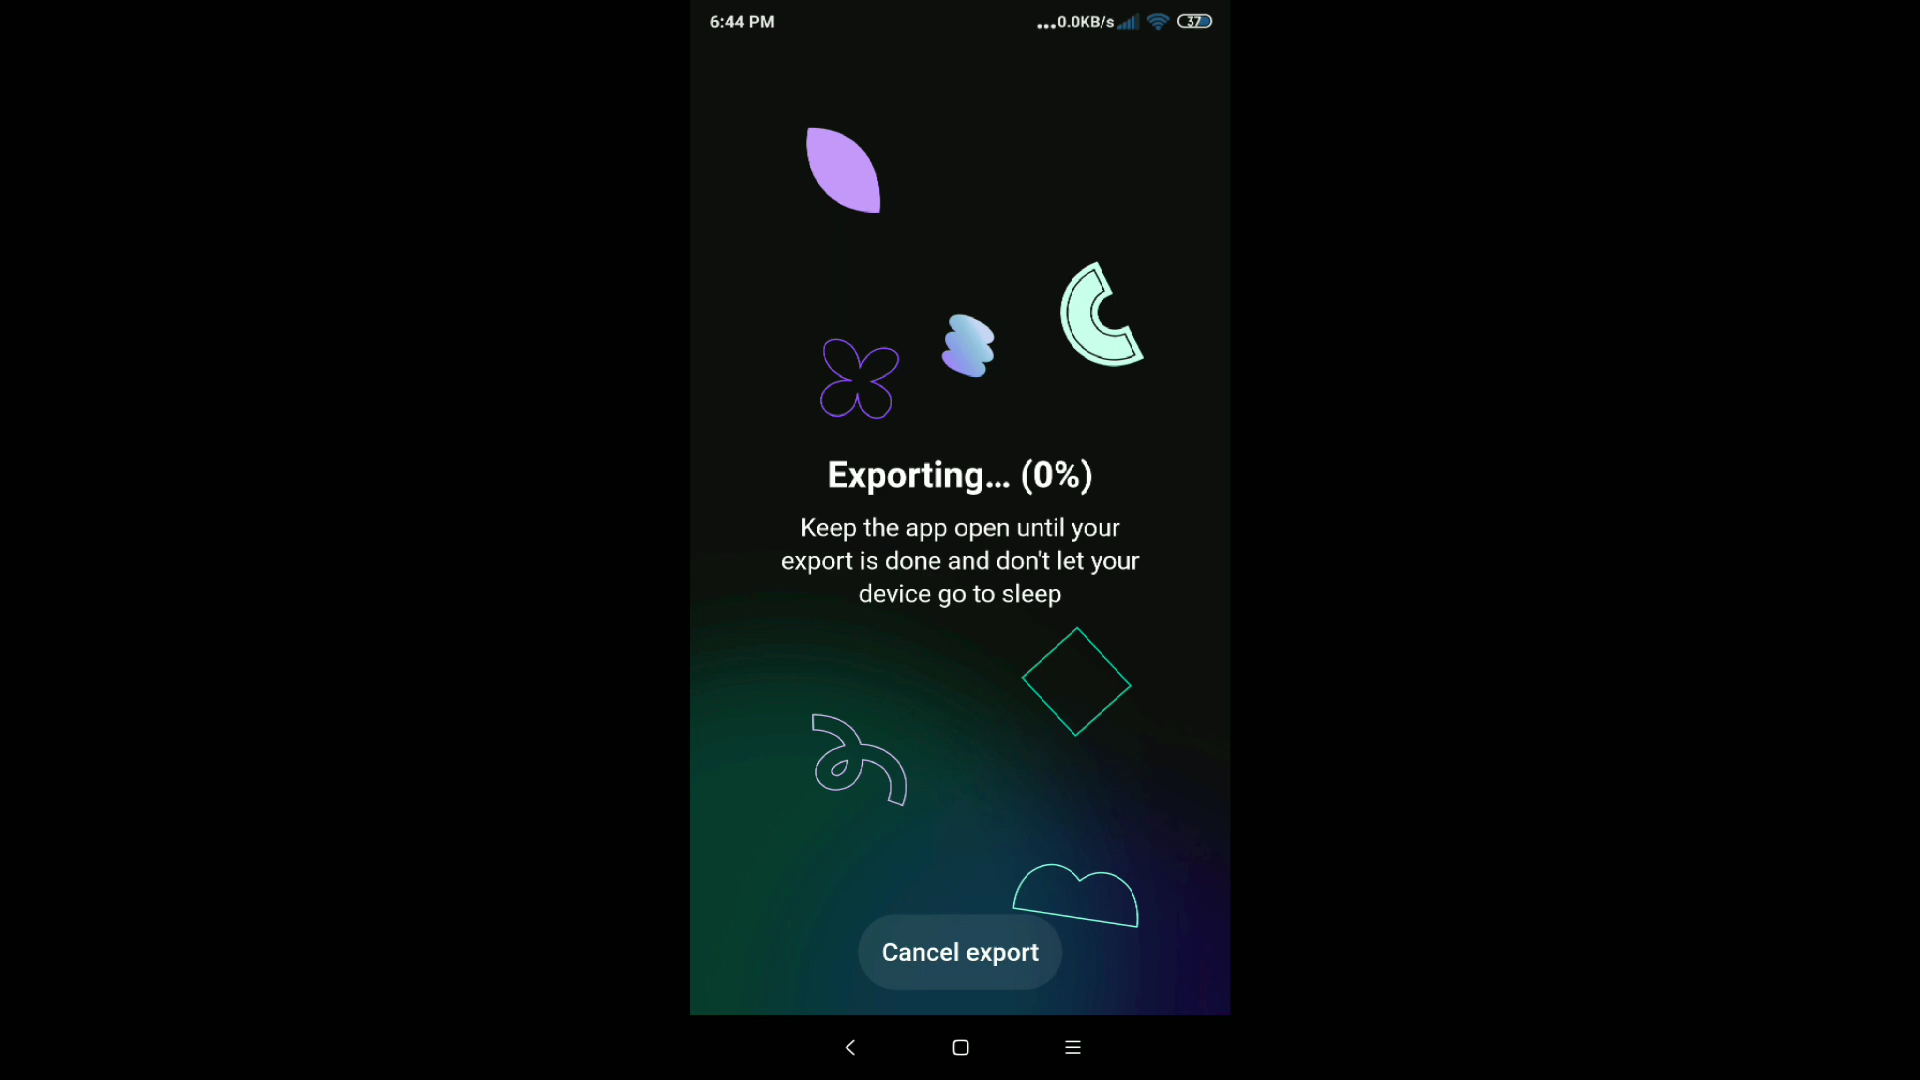 6:44 PM
...0.0KB/s
37
Exporting... (0%)
Keep the app open until your
export is done and don't let your
device go to sleep
Cancel export